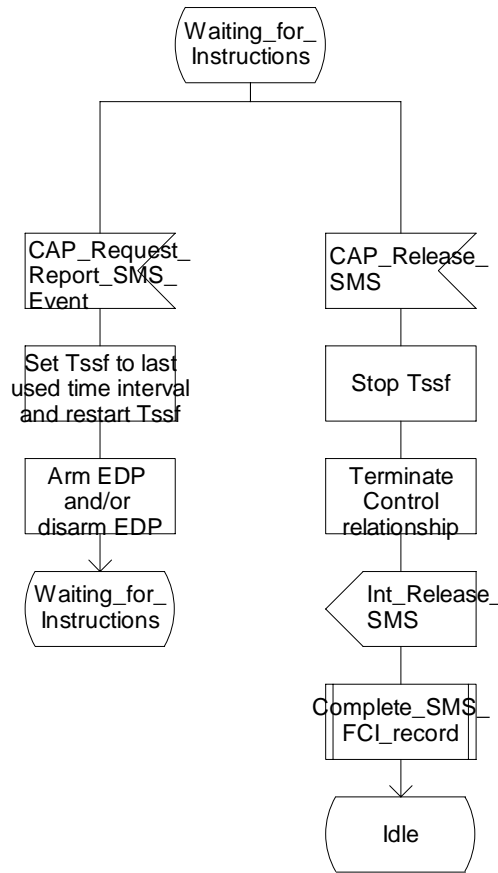 Waiting_for_
Instructions
CAP_Request_
Report_SMS_
Event
Set Tssf to last
used time interval
and restart Tssf
Arm EDP
and/or
disarm EDP
Waiting_for_
Instructions
CAP_Release_
SMS
Stop Tssf
Terminate
Control
relationship
Int_Release_
SMS
Complete_SMS_
FCI_record
Idle